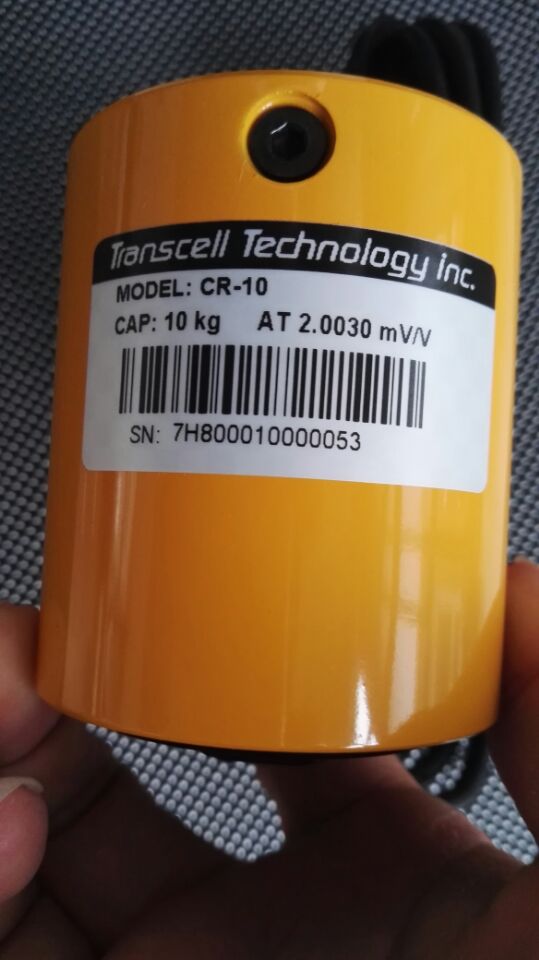 Transcell Technology inc.
MODEL: CR-10
CAP: 10 kg AT 2.0030 mV/V
SN: 7H800010000053